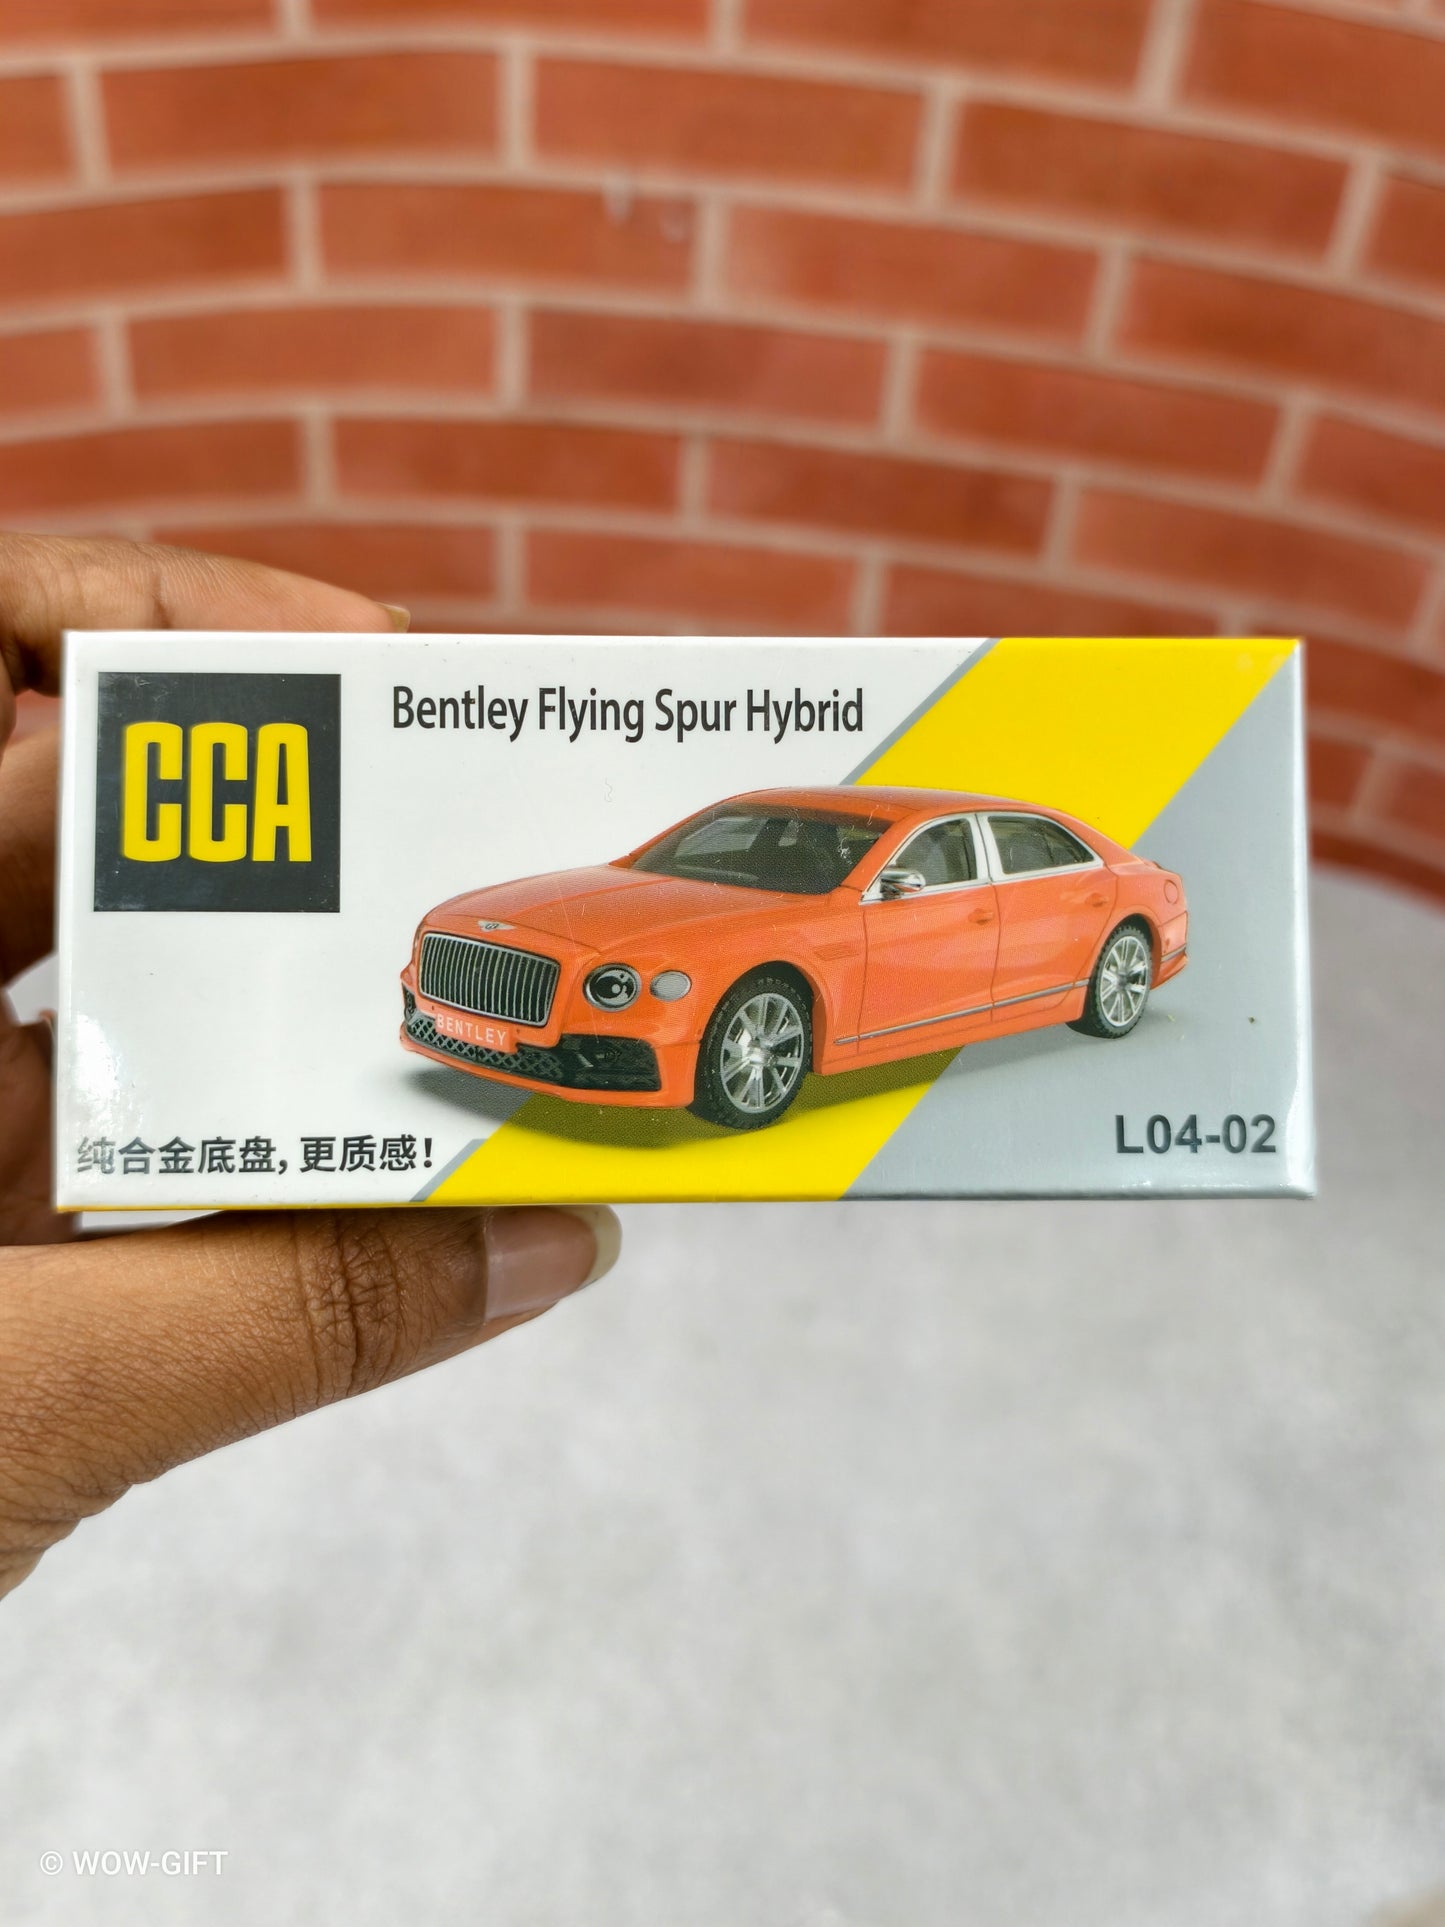 CCA
Bentley Flying Spur Hybrid
BENTLEY
纯合金底盘，更质感！
L04-02
© WOW-GIFT